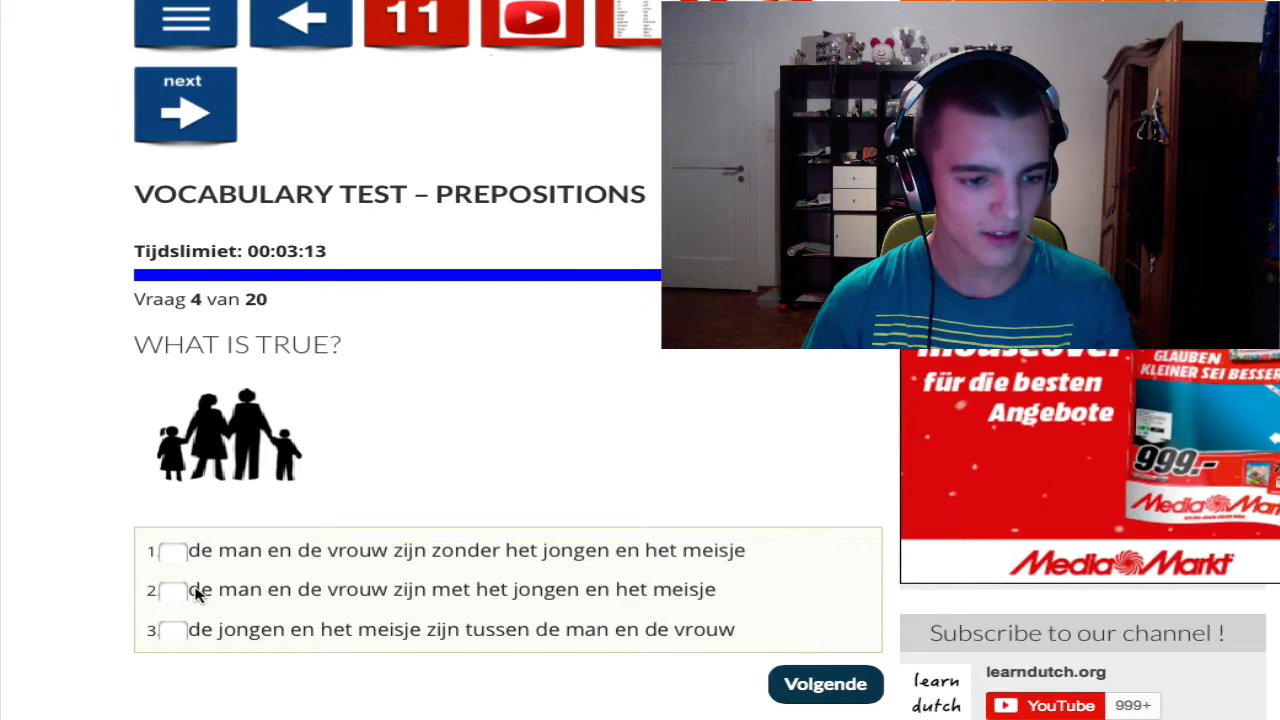 11
next
VOCABULARY TEST – PREPOSITIONS
Tijdslimiet: 00:03:13
Vraag 4 van 20
WHAT IS TRUE?
1. de man en de vrouw zijn zonder het jongen en het meisje
2. de man en de vrouw zijn met het jongen en het meisje
3. de jongen en het meisje zijn tussen de man en de vrouw
Volgende
mouseover
für die besten
Angebote
GLAUBEN
KLEINER SEI BESSER
999.-
Media Markt
Subscribe to our channel !
learn
dutch
learndutch.org
YouTube 999+